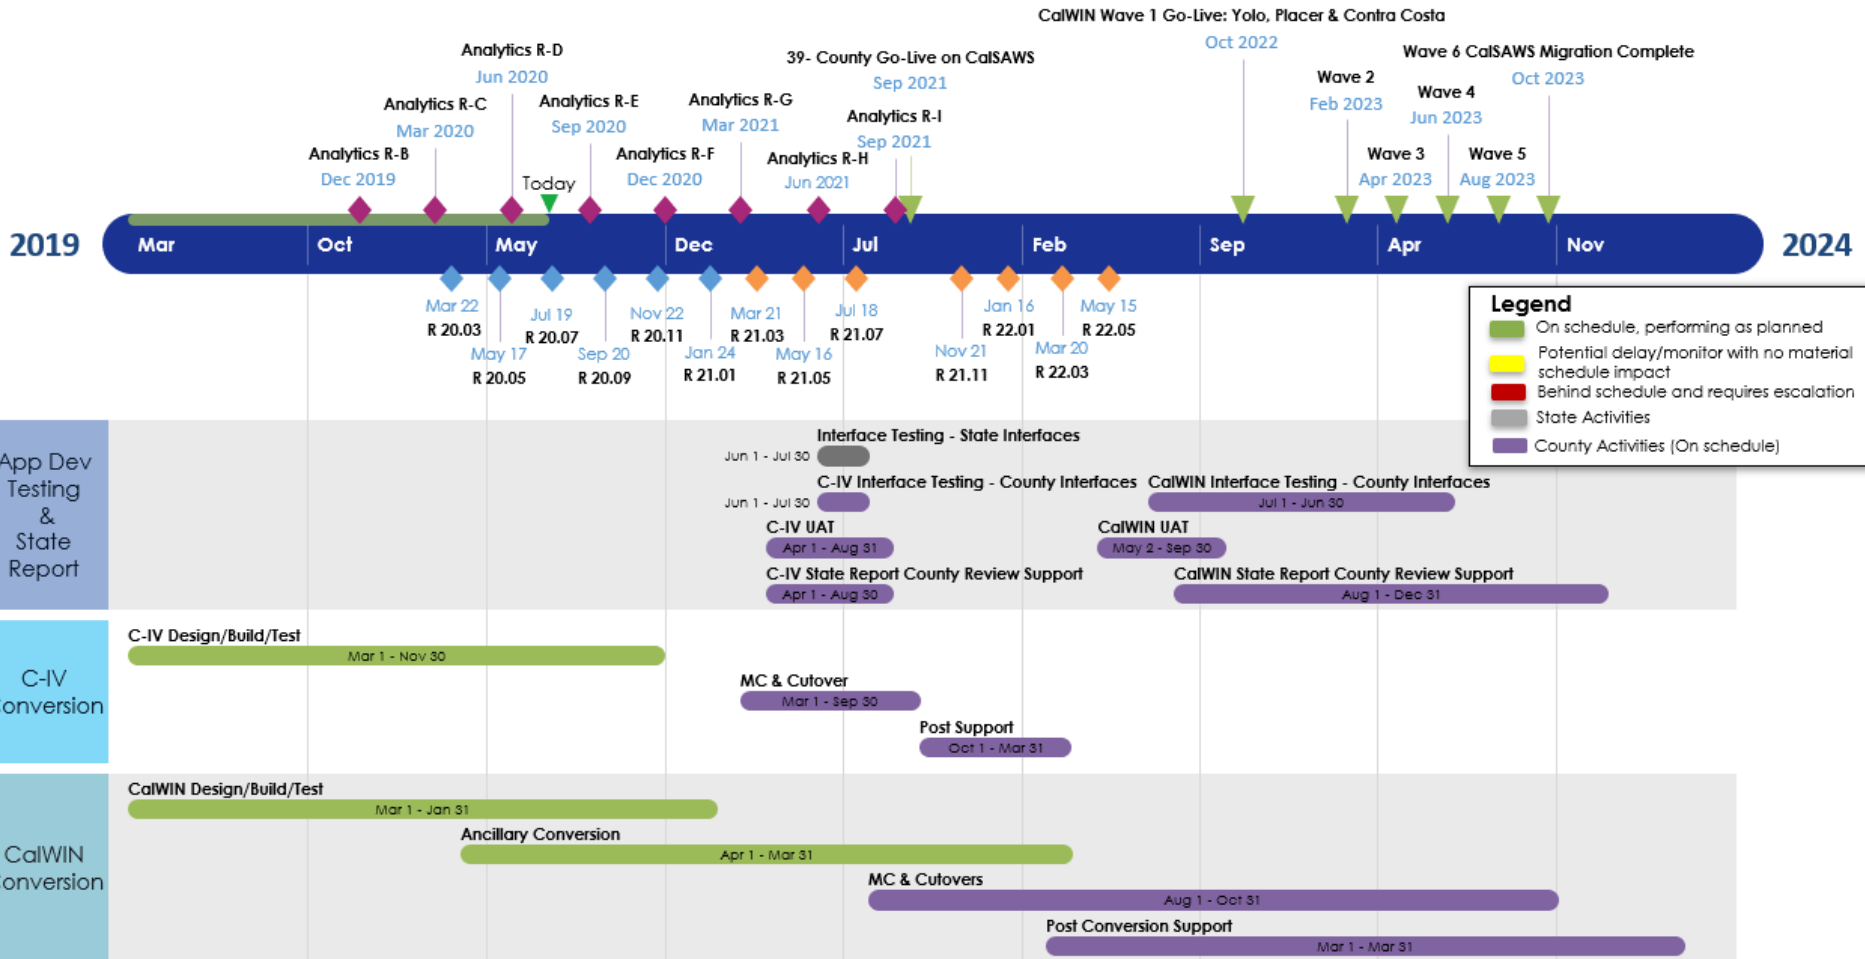 CalWIN Wave 1 Go-Live: Yolo, Placer & Contra Costa
Oct 2022
Analytics R-D
Jun 2020
39- County Go-Live on CalSAWS
Sep 2021
Wave 6 CalSAWS Migration Complete
Oct 2023
Wave 2
Feb 2023
Wave 4
Jun 2023
Analytics R-C
Mar 2020
Analytics R-E
Sep 2020
Analytics R-G
Mar 2021
Analytics R-I
Sep 2021
Analytics R-B
Dec 2019
Analytics R-F
Dec 2020
Analytics R-H
Jun 2021
Wave 3
Apr 2023
Wave 5
Aug 2023
Today
2019
Mar
Oct
May
Dec
Jul
Feb
Sep
Apr
Nov
2024
Mar 22
R 20.03
May 17
R 20.05
Jul 19
R 20.07
Sep 20
R 20.09
Nov 22
R 20.11
Jan 24
R 21.01
Mar 21
R 21.03
May 16
R 21.05
Jul 18
R 21.07
Nov 21
R 21.11
Jan 16
R 22.01
Mar 20
R 22.03
May 15
R 22.05
Legend
On schedule, performing as planned
Potential delay/monitor with no material
schedule impact
Behind schedule and requires escalation
State Activities
County Activities (On schedule)
App Dev
Testing
&
State
Report
Interface Testing - State Interfaces
Jun 1 - Jul 30
C-IV Interface Testing - County Interfaces
Jun 1 - Jul 30
CalWIN Interface Testing - County Interfaces
Jul 1 - Jun 30
C-IV UAT
Apr 1 - Aug 31
CalWIN UAT
May 2 - Sep 30
C-IV State Report County Review Support
Apr 1 - Aug 30
CalWIN State Report County Review Support
Aug 1 - Dec 31
C-IV
onversion
C-IV Design/Build/Test
Mar 1 - Nov 30
MC & Cutover
Mar 1 - Sep 30
Post Support
Oct 1 - Mar 31
CalWIN
onversion
CalWIN Design/Build/Test
Mar 1 - Jan 31
Ancillary Conversion
Apr 1 - Mar 31
MC & Cutovers
Aug 1 - Oct 31
Post Conversion Support
Mar 1 - Mar 31